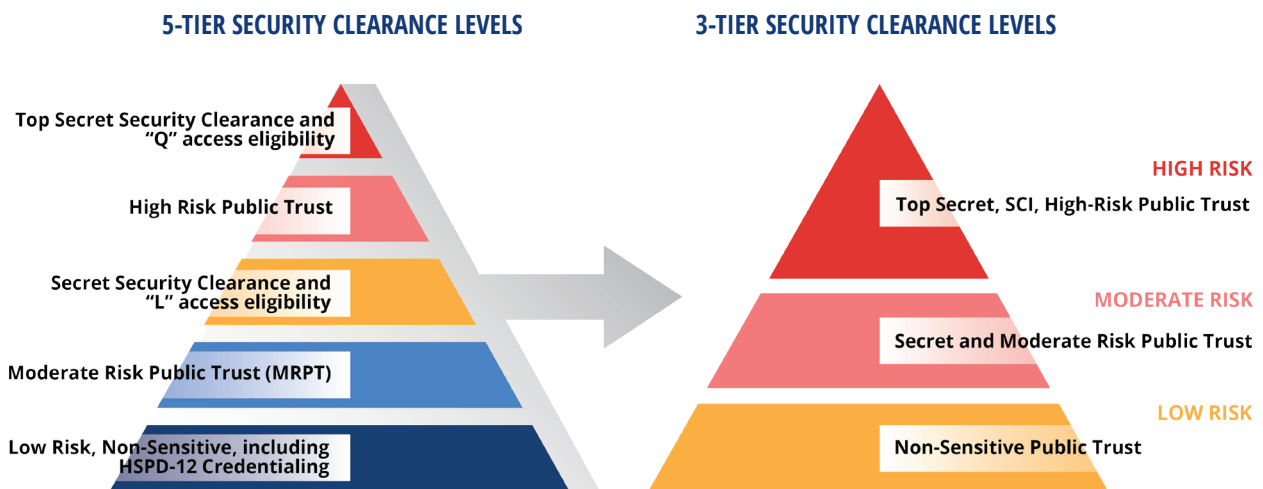 5-TIER SECURITY CLEARANCE LEVELS
Top Secret Security Clearance and
“Q” access eligibility
High Risk Public Trust
Secret Security Clearance and
“L” access eligibility
Moderate Risk Public Trust (MRPT)
Low Risk, Non-Sensitive, including
HSPD-12 Credentialing
3-TIER SECURITY CLEARANCE LEVELS
HIGH RISK
Top Secret, SCI, High-Risk Public Trust
MODERATE RISK
Secret and Moderate Risk Public Trust
LOW RISK
Non-Sensitive Public Trust